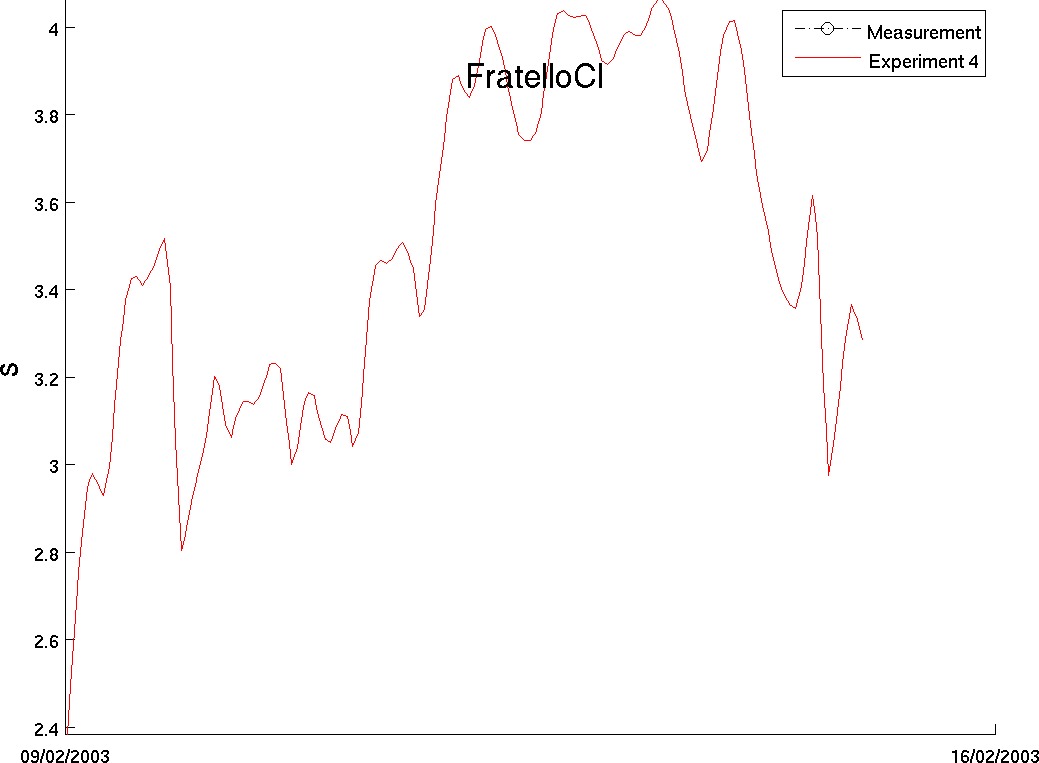 4
Measurement
Experiment 4
FratelloCl
3.8
3.6
3.4
S
3.2
3
2.8
2.6
2.4
09/02/2003
16/02/2003